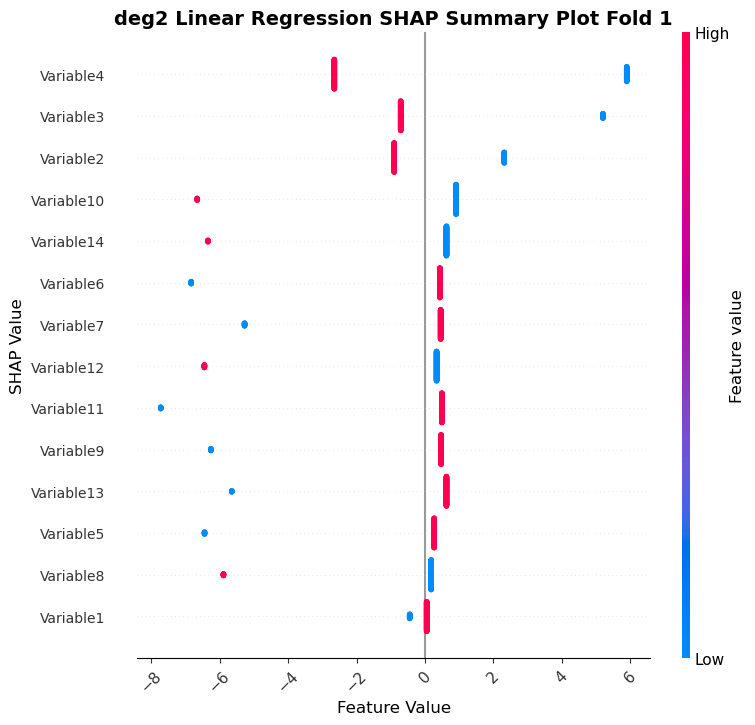 deg2 Linear Regression SHAP Summary Plot Fold 1
High
Variable4
Variable3
Variable2
Variable10
Variable14
Variable6
Variable7
Variable12
Variable11
Variable9
Variable13
Variable5
Variable8
Variable1
SHAP Value
Feature value
Low
−8
−6
−4
−2
0
2
4
6
Feature Value